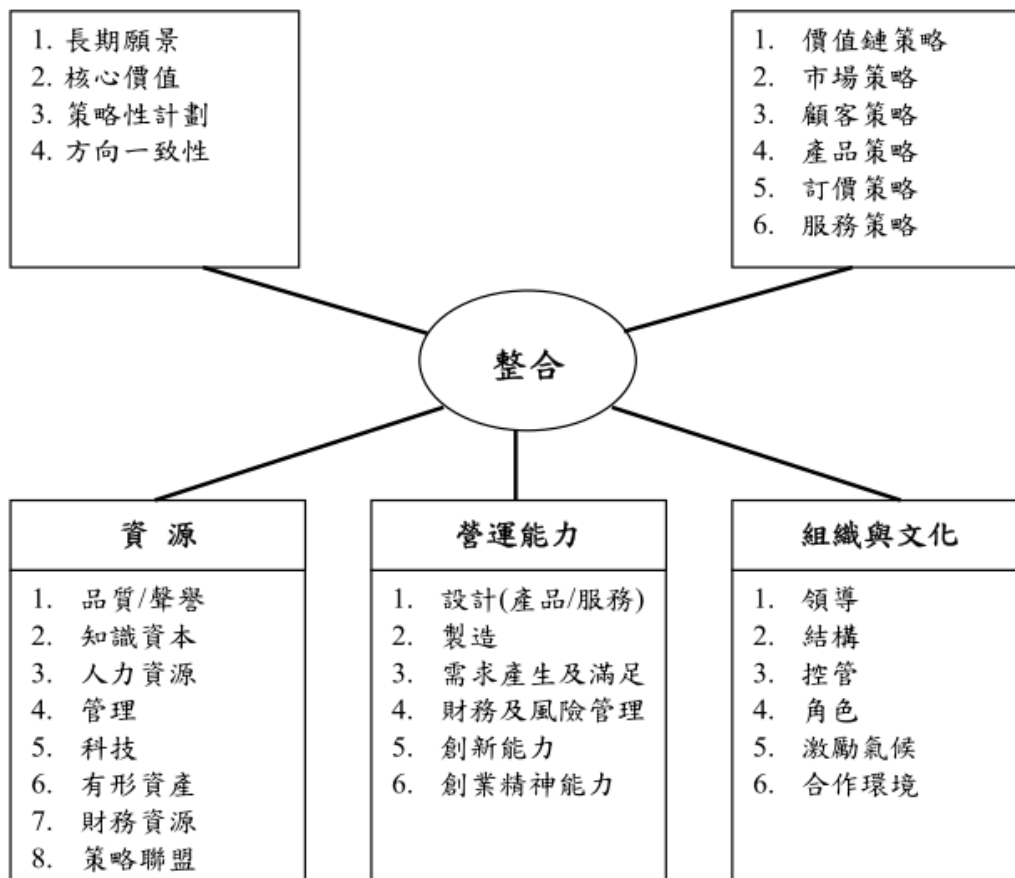 1. 長期願景
2. 核心價值
3. 策略性計劃
4. 方向一致性
1. 價值鏈策略
2. 市場策略
3. 顧客策略
4. 產品策略
5. 訂價策略
6. 服務策略
整合
資 源
1. 品質/聲譽
2. 知識資本
3. 人力資源
4. 管理
5. 科技
6. 有形資產
7. 財務資源
8. 策略聯盟
營運能力
1. 設計(產品/服務)
2. 製造
3. 需求產生及滿足
4. 財務及風險管理
5. 創新能力
6. 創業精神能力
組織與文化
1. 領導
2. 結構
3. 控管
4. 角色
5. 激勵氣候
6. 合作環境